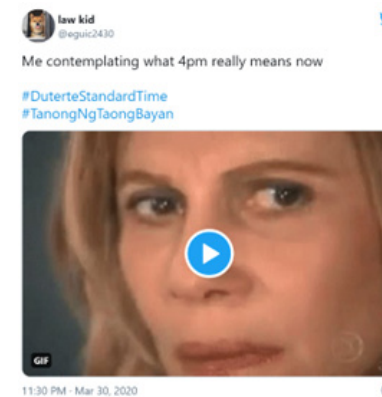 law kid
@eguic2430
Me contemplating what 4pm really means now
#DuterteStandardTime
#TanongNgTaongBayan
GIF
11:30 PM · Mar 30, 2020